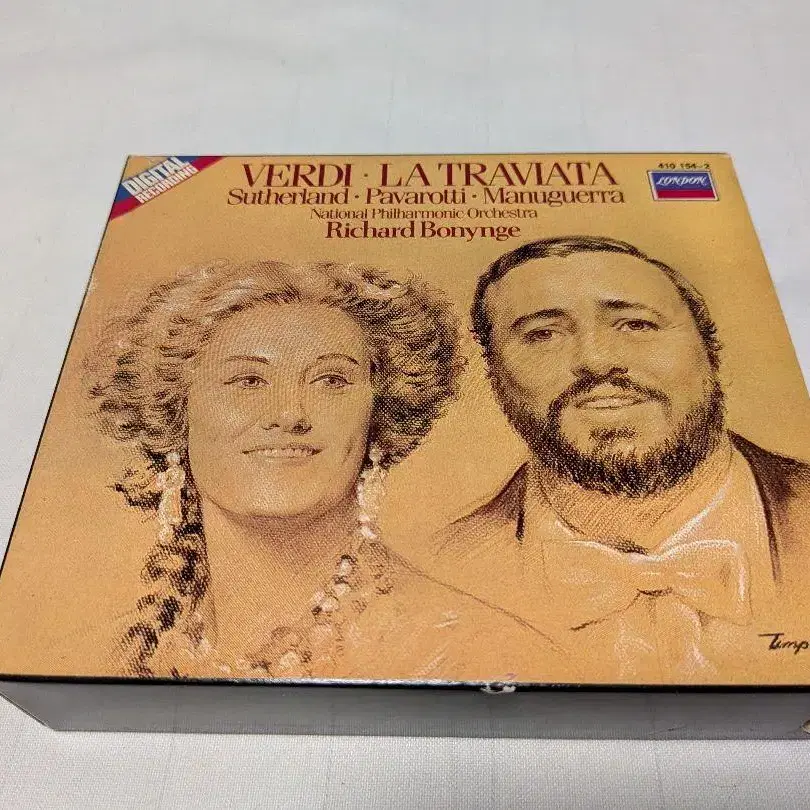 DIGITAL
RECORDING
VERDI · LA TRAVIATA
410 154-2
Sutherland · Pavarotti · Manuguerra
LONDON
National Philharmonic Orchestra
Richard Bonynge